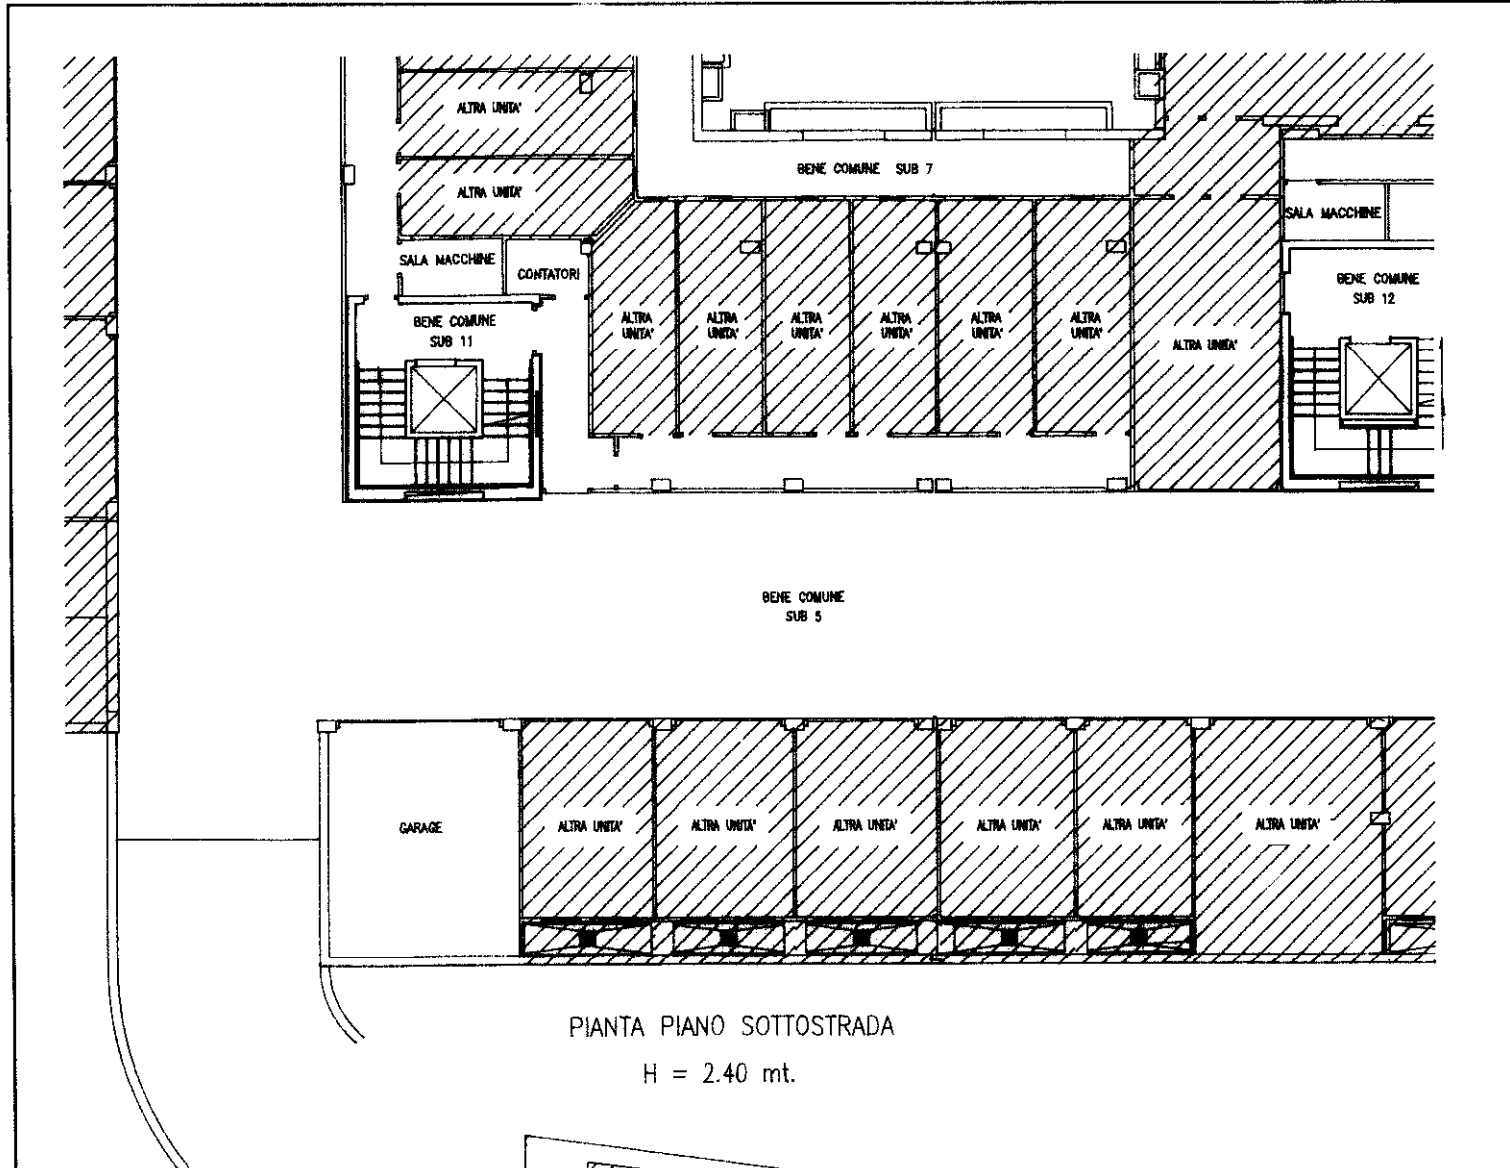 ALTRA UNITA'
BENE COMUNE SUB 7
ALTRA UNITA'
SALA MACCHINE
SALA MACCHINE
CONTATORI
BENE COMUNE
SUB 12
BENE COMUNE
SUB 11
ALTRA
UNITA'
ALTRA
UNITA'
ALTRA
UNITA'
ALTRA
UNITA'
ALTRA
UNITA'
ALTRA
UNITA'
ALTRA UNITA'
BENE COMUNE
SUB 5
GARAGE
ALTRA UNITA'
ALTRA UNITA'
ALTRA UNITA'
ALTRA UNITA'
ALTRA UNITA'
ALTRA UNITA'
PIANTA PIANO SOTTOSTRADA
H = 2.40 mt.